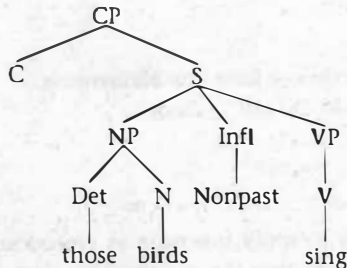 CP
C S
NP Infl VP
Det N Nonpast V
those birds sing